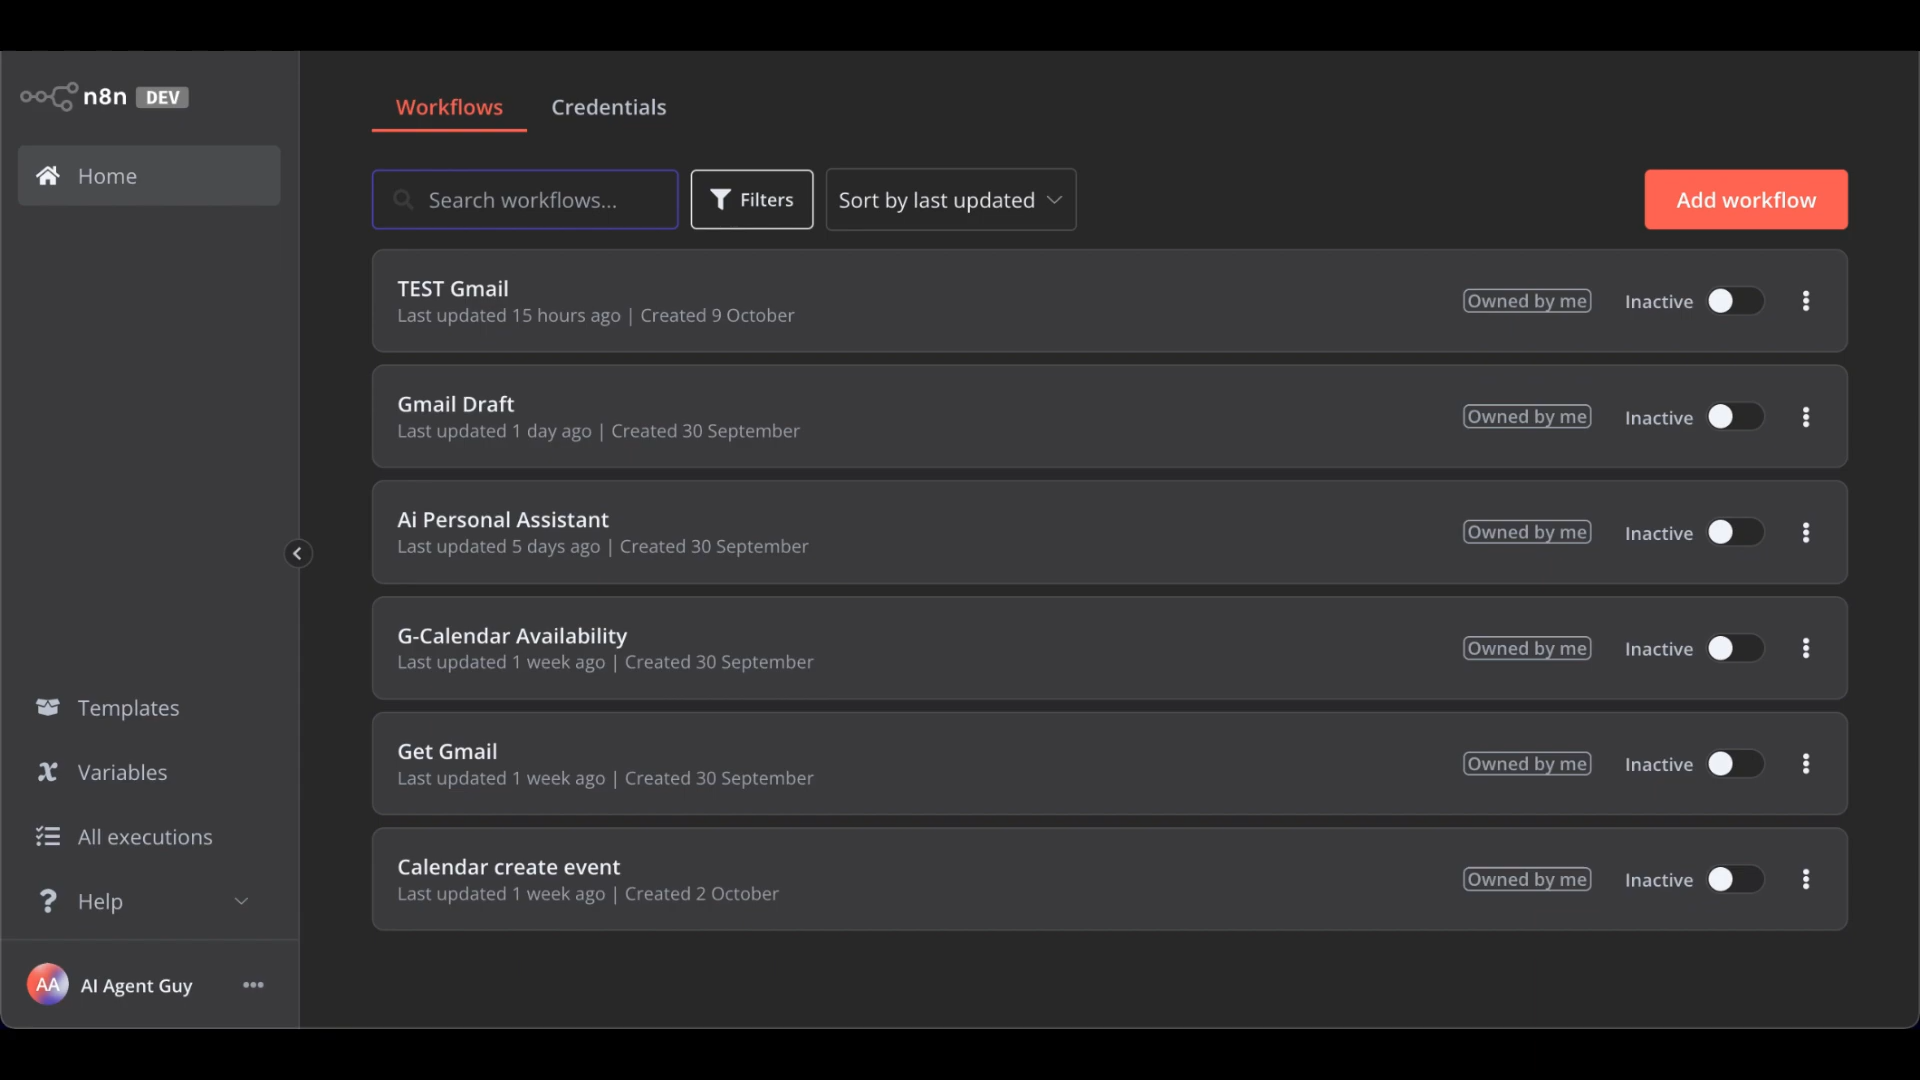 n8n DEV
Home
Templates
Variables
All executions
Help
AA AI Agent Guy
Workflows Credentials
Search workflows... Filters Sort by last updated Add workflow
TEST Gmail
Last updated 15 hours ago | Created 9 October
Owned by me Inactive
Gmail Draft
Last updated 1 day ago | Created 30 September
Owned by me Inactive
Ai Personal Assistant
Last updated 5 days ago | Created 30 September
Owned by me Inactive
G-Calendar Availability
Last updated 1 week ago | Created 30 September
Owned by me Inactive
Get Gmail
Last updated 1 week ago | Created 30 September
Owned by me Inactive
Calendar create event
Last updated 1 week ago | Created 2 October
Owned by me Inactive